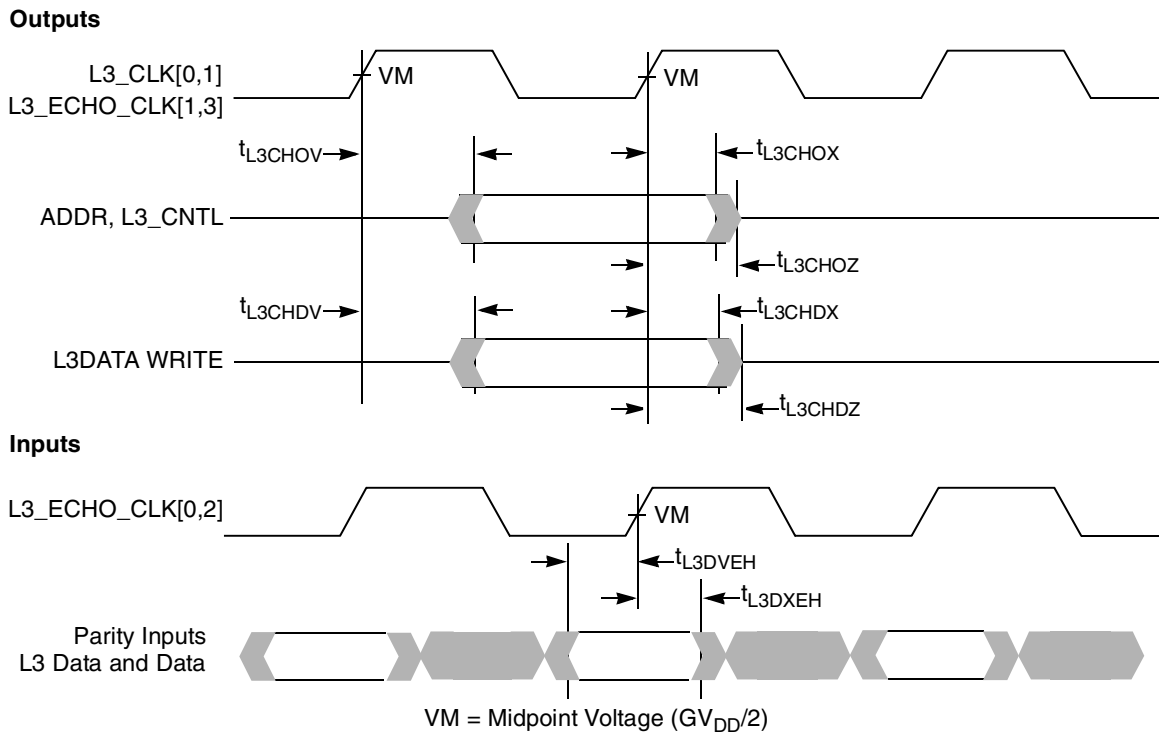 Outputs
L3_CLK[0,1]
VM
VM
L3_ECHO_CLK[1,3]
tL3CHOV
tL3CHOX
ADDR, L3_CNTL
tL3CHOZ
tL3CHDV
tL3CHDX
L3DATA WRITE
tL3CHDZ
Inputs
L3_ECHO_CLK[0,2]
VM
tL3DVEH
tL3DXEH
Parity Inputs
L3 Data and Data
VM = Midpoint Voltage (GVDD/2)